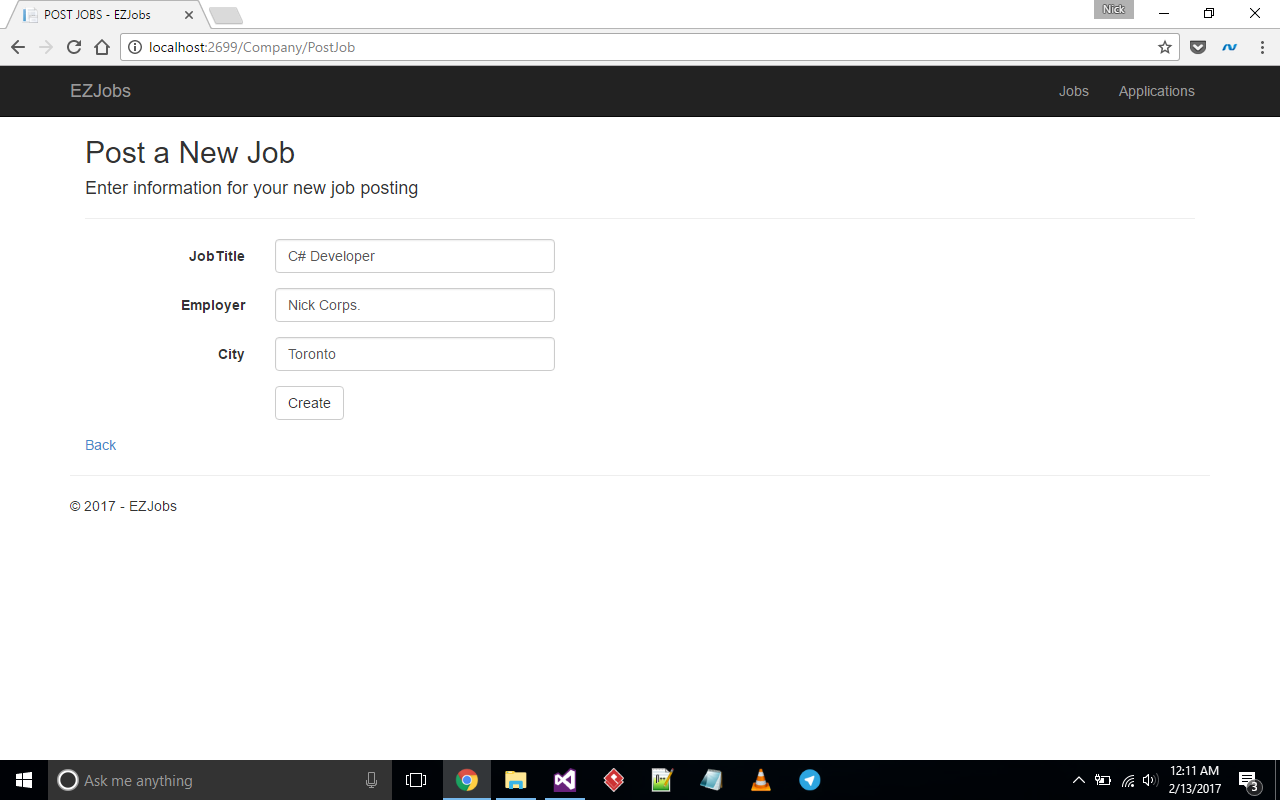 POST JOBS - EZJobs
Nick
localhost:2699/Company/PostJob
EZJobs
Jobs
Applications
Post a New Job
Enter information for your new job posting
JobTitle
C# Developer
Employer
Nick Corps.
City
Toronto
Create
Back
© 2017 - EZJobs
Ask me anything
12:11 AM
2/13/2017
3